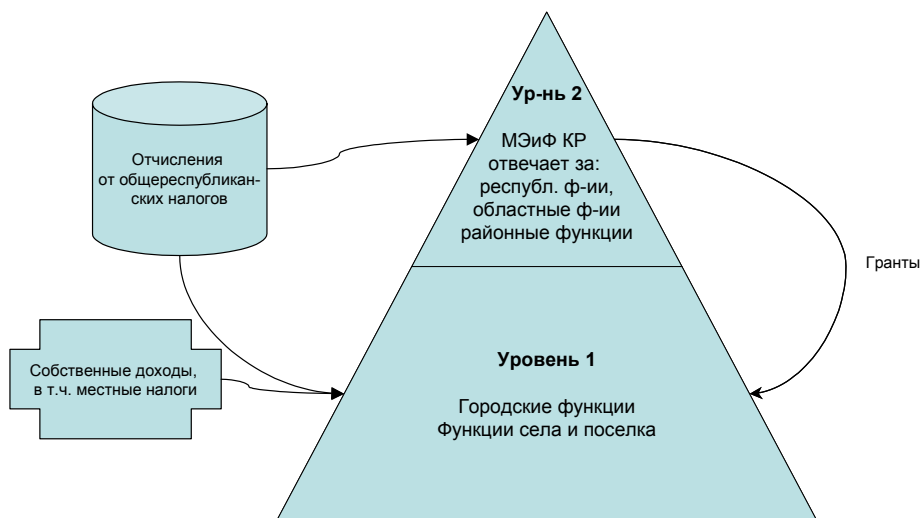 Ур-нь 2
МЭиФ КР
отвечает за:
республ. ф-ии,
областные ф-ии
районные функции
Отчисления
от общереспубликан-
ских налогов
Гранты
Собственные доходы,
в т.ч. местные налоги
Уровень 1
Городские функции
Функции села и поселка